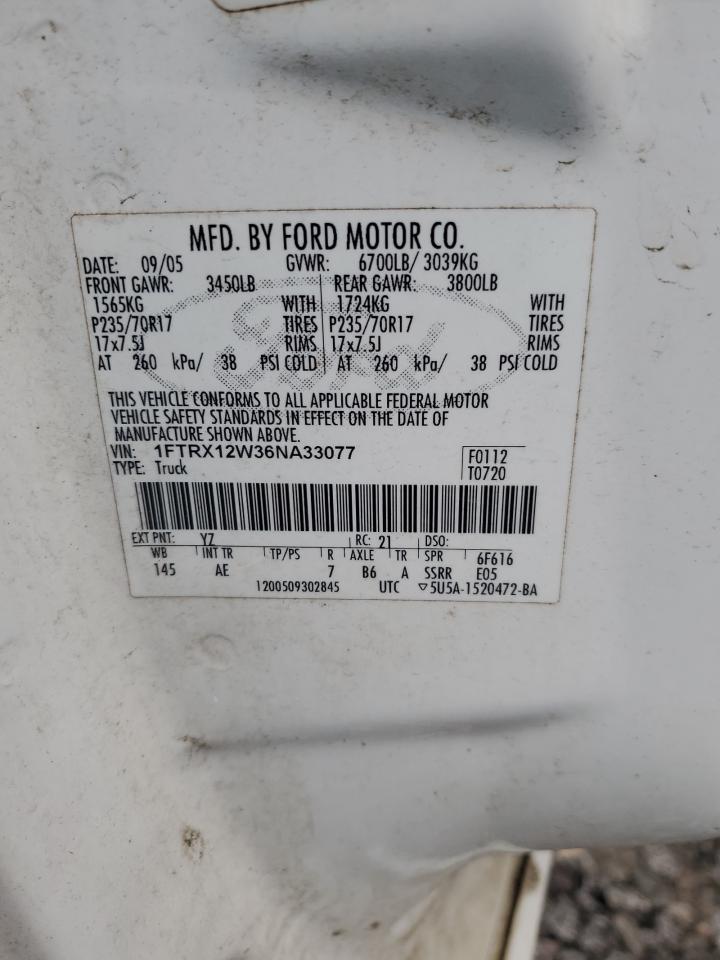 MFD. BY FORD MOTOR CO.
DATE: 09/05 GVWR: 6700LB/ 3039KG
FRONT GAWR: 3450LB REAR GAWR: 3800LB
1565KG WITH 1724KG WITH
P235/70R17 TIRES P235/70R17 TIRES
17x7.5J RIMS 17x7.5J RIMS
AT 260 kPa/ 38 PSI COLD AT 260 kPa/ 38 PSI COLD
Ford
THIS VEHICLE CONFORMS TO ALL APPLICABLE FEDERAL MOTOR
VEHICLE SAFETY STANDARDS IN EFFECT ON THE DATE OF
MANUFACTURE SHOWN ABOVE.
VIN: 1FTRX12W36NA33077 F0112
TYPE: Truck T0720
EXT PNT: YZ RC: 21 DSO:
WB INT TR TP/PS R AXLE TR SPR 6F616
145 AE 7 B6 A SSRR E05
1200509302845 UTC ▽5U5A-1520472-BA